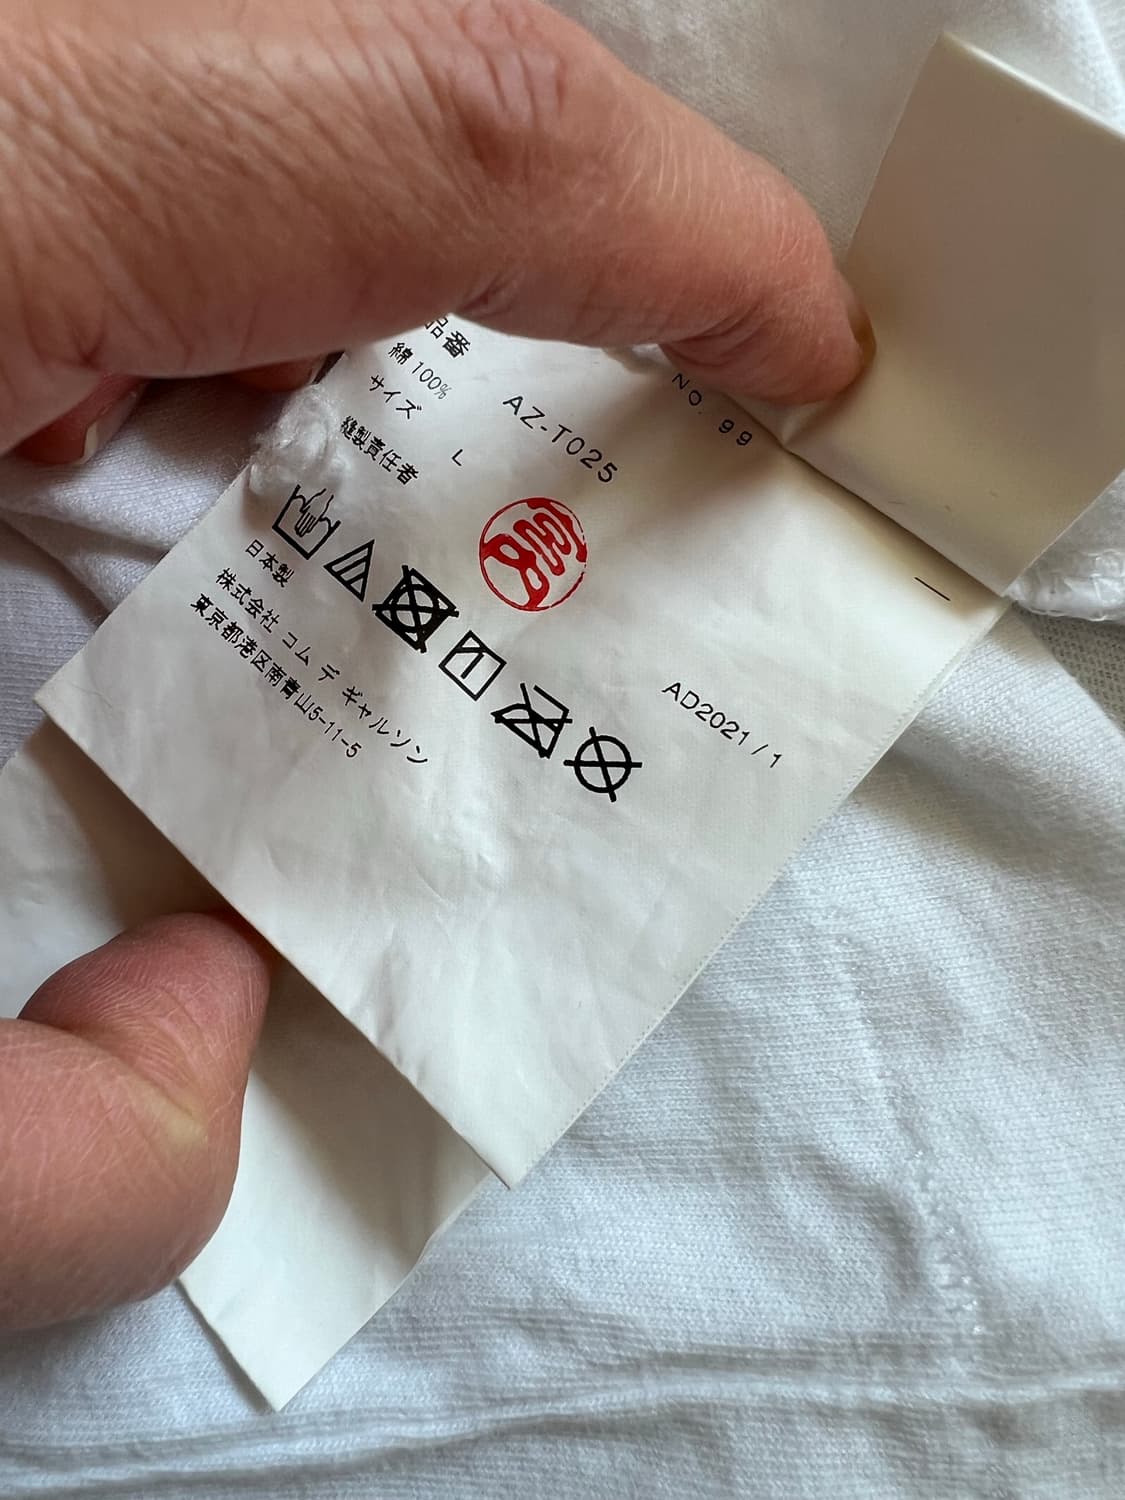 品番 AZ-T025 No. 99
綿 100%
サイズ L
縫製責任者
日本製
株式会社 コム デ ギャルソン
東京都港区南青山5-11-5
AD2021 / 1